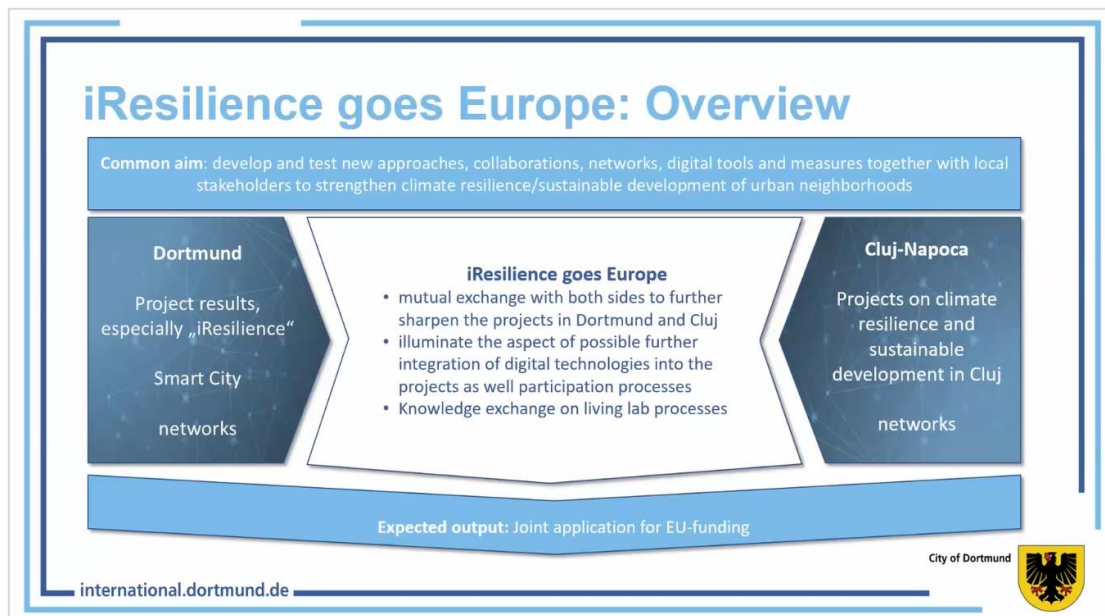 iResilience goes Europe: Overview
Common aim: develop and test new approaches, collaborations, networks, digital tools and measures together with local
stakeholders to strengthen climate resilience/sustainable development of urban neighborhoods
Dortmund
Project results,
especially „iResilience“
Smart City
networks
iResilience goes Europe
• mutual exchange with both sides to further
sharpen the projects in Dortmund and Cluj
• illuminate the aspect of possible further
integration of digital technologies into the
projects as well participation processes
• Knowledge exchange on living lab processes
Cluj-Napoca
Projects on climate
resilience and
sustainable
development in Cluj
networks
Expected output: Joint application for EU-funding
City of Dortmund
international.dortmund.de